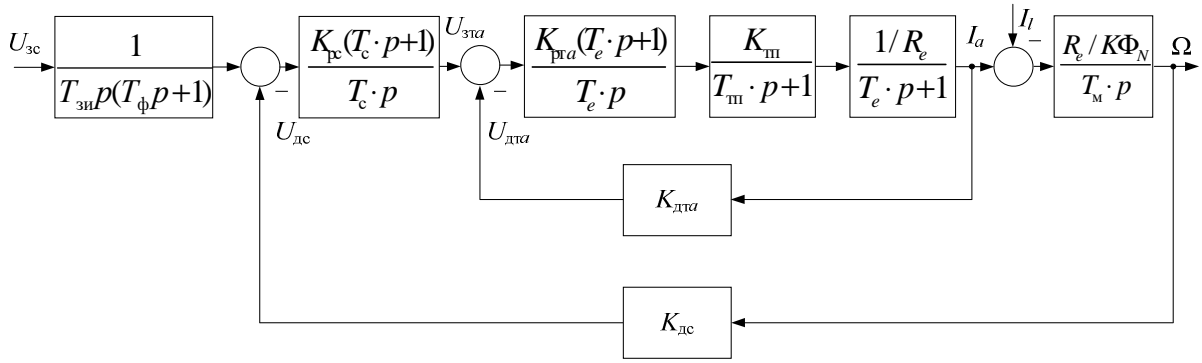 U_зс
1
T_зи p(T_ф p+1)
−
U_дс
K_рс(T_с·p+1)
T_с·p
U_зта
−
U_дта
K_рта(T_e·p+1)
T_e·p
K_тп
T_тп·p+1
1/R_e
T_e·p+1
I_a
I_l
−
R_e/KΦ_N
T_м·p
Ω
K_дта
K_дс